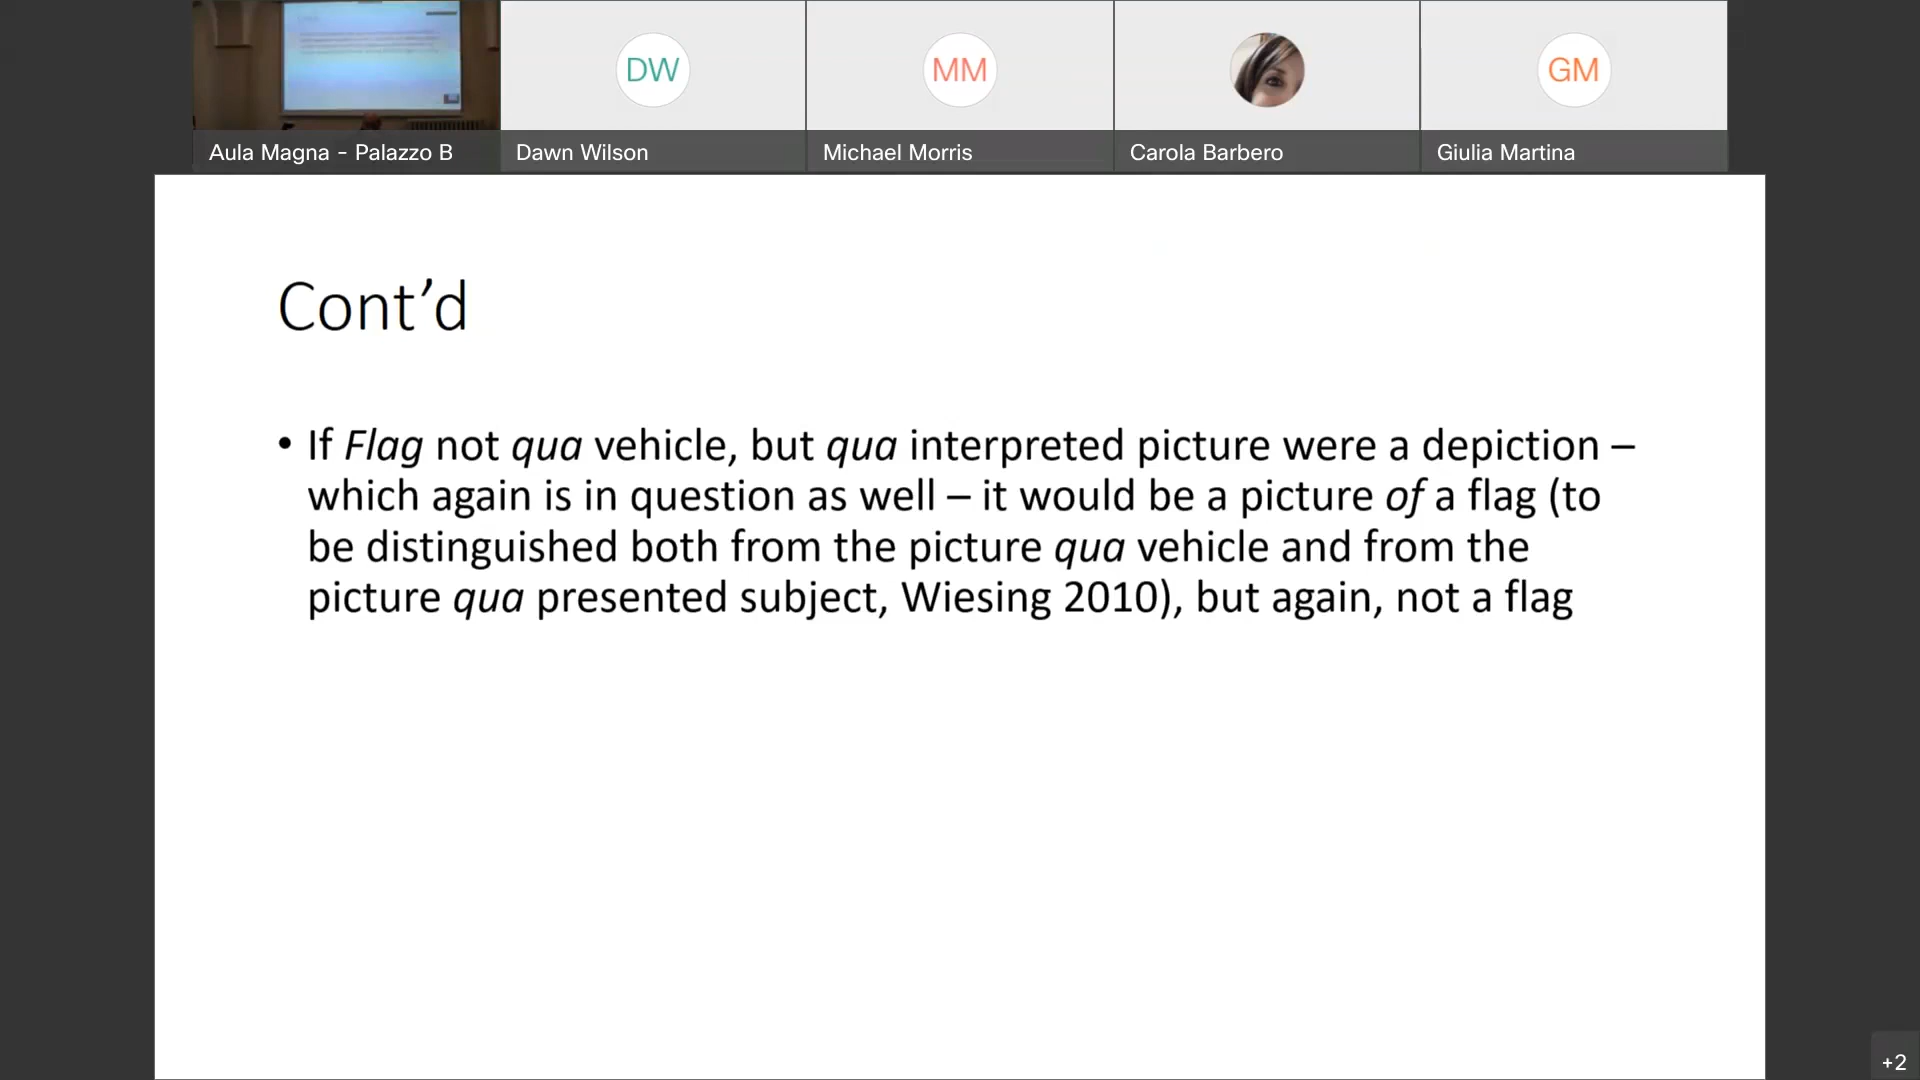 DW
MM
GM
Aula Magna - Palazzo B
Dawn Wilson
Michael Morris
Carola Barbero
Giulia Martina
Cont’d
• If Flag not qua vehicle, but qua interpreted picture were a depiction –
which again is in question as well – it would be a picture of a flag (to
be distinguished both from the picture qua vehicle and from the
picture qua presented subject, Wiesing 2010), but again, not a flag
+2